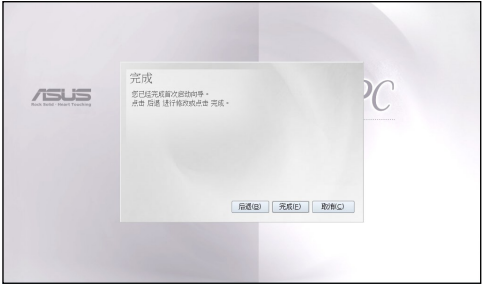 完成
您已经完成首次启动向导。
点击 后退 进行修改或点击 完成。
ASUS
Rock Solid · Heart Touching
PC
后退(B)
完成(F)
取消(C)